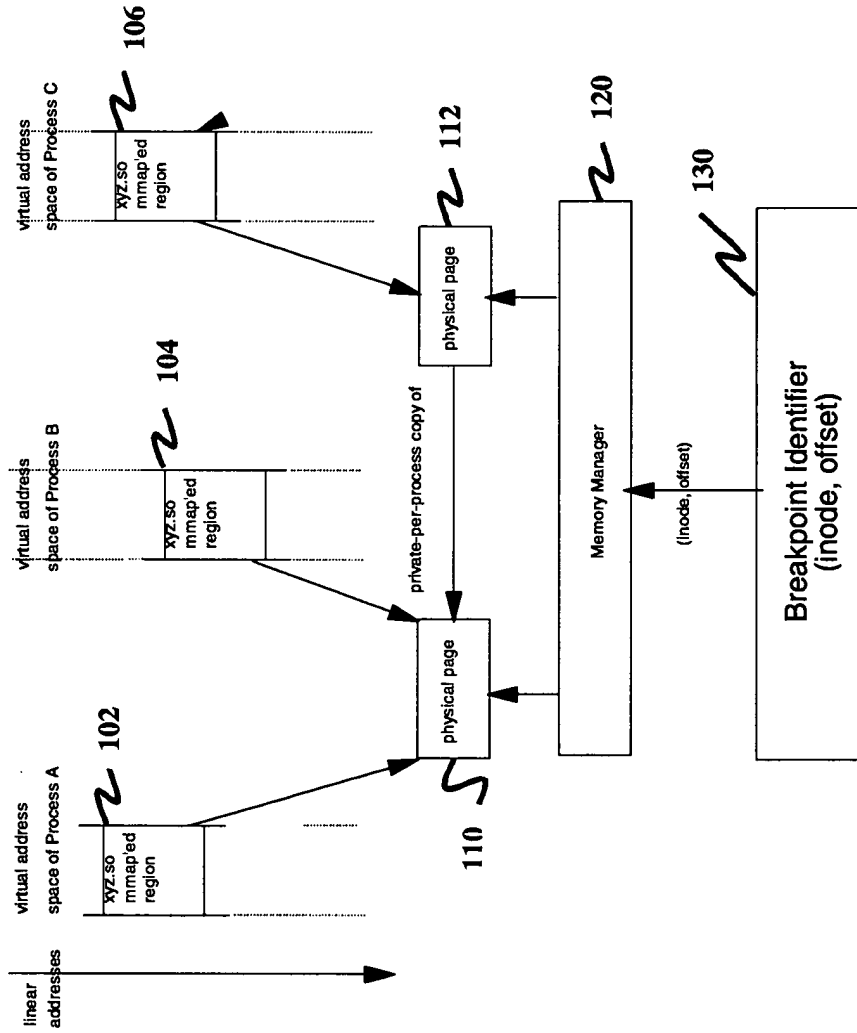 linear
addresses
virtual address
space of Process A
xyz.so
mmap'ed
region
102
virtual address
space of Process B
xyz.so
mmap'ed
region
104
virtual address
space of Process C
xyz.so
mmap'ed
region
106
physical page
110
private-per-process copy of
physical page
112
Memory Manager
120
(Inode, offset)
130
Breakpoint Identifier
(inode, offset)